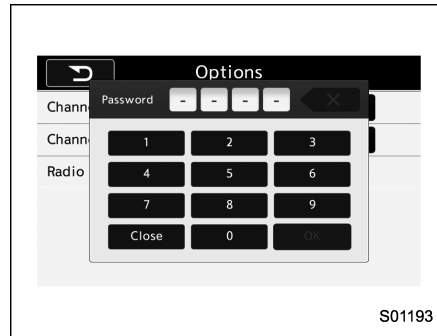 Options
Chann
Password - - - -
Chann
1 2 3
Radio
4 5 6
7 8 9
Close 0 OK
S01193